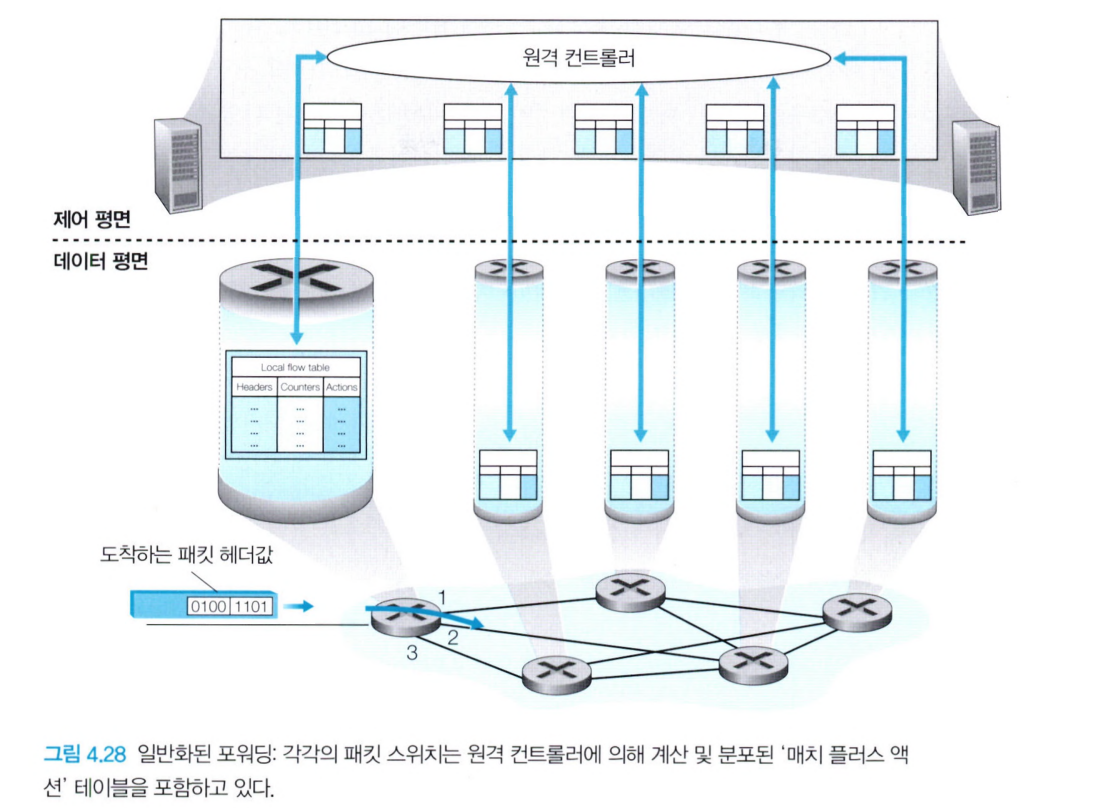 원격 컨트롤러
제어 평면
데이터 평면
Local flow table
Headers Counters Actions
... ... ...
... ... ...
... ... ...
... ... ...
도착하는 패킷 헤더값
0100 1101
1
2
3
그림 4.28 일반화된 포워딩: 각각의 패킷 스위치는 원격 컨트롤러에 의해 계산 및 분포된 ‘매치 플러스 액
션’ 테이블을 포함하고 있다.